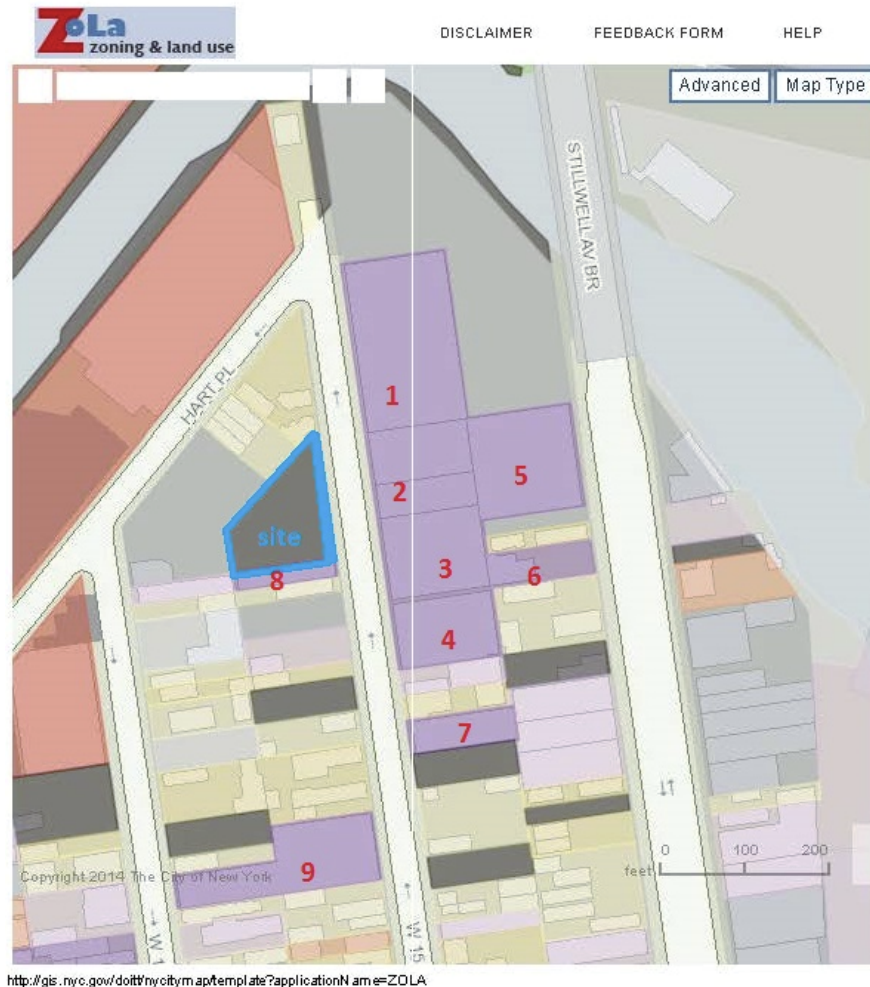 ZoLa
zoning & land use
DISCLAIMER
FEEDBACK FORM
HELP
Advanced
Map Type
STILLWELL AV BR
HART PL
1
2
5
site
3
6
8
4
7
9
0 100 200
feet
Copyright 2014 The City of New York
W 1
W 15
http://gis.nyc.gov/doitt/nycitymap/template?applicationName=ZOLA